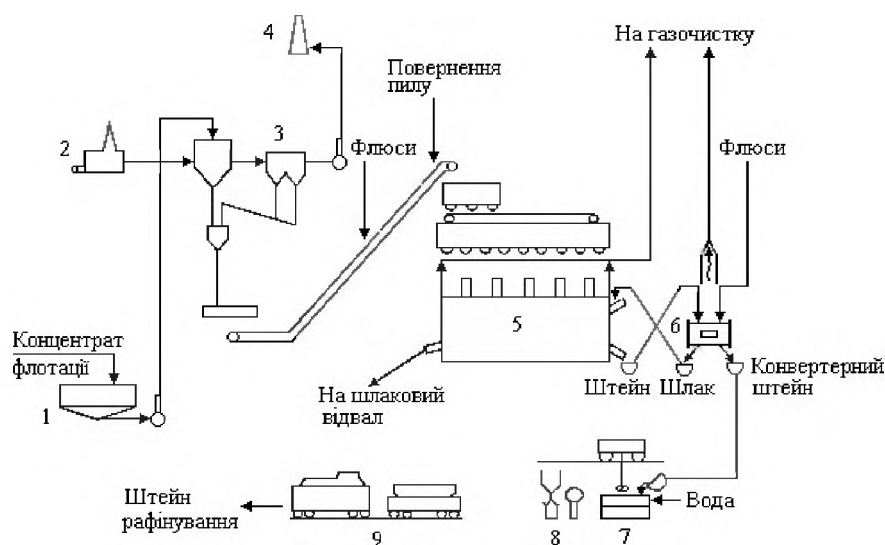 4
На газочистку
Повернення
пилу
2
3
Флюси
Флюси
5
6
Концентрат
флотації
1
На шлаковий
відвал
Штейн
Шлак
Конвертерний
штейн
Штейн
рафінування
9
8
7
Вода